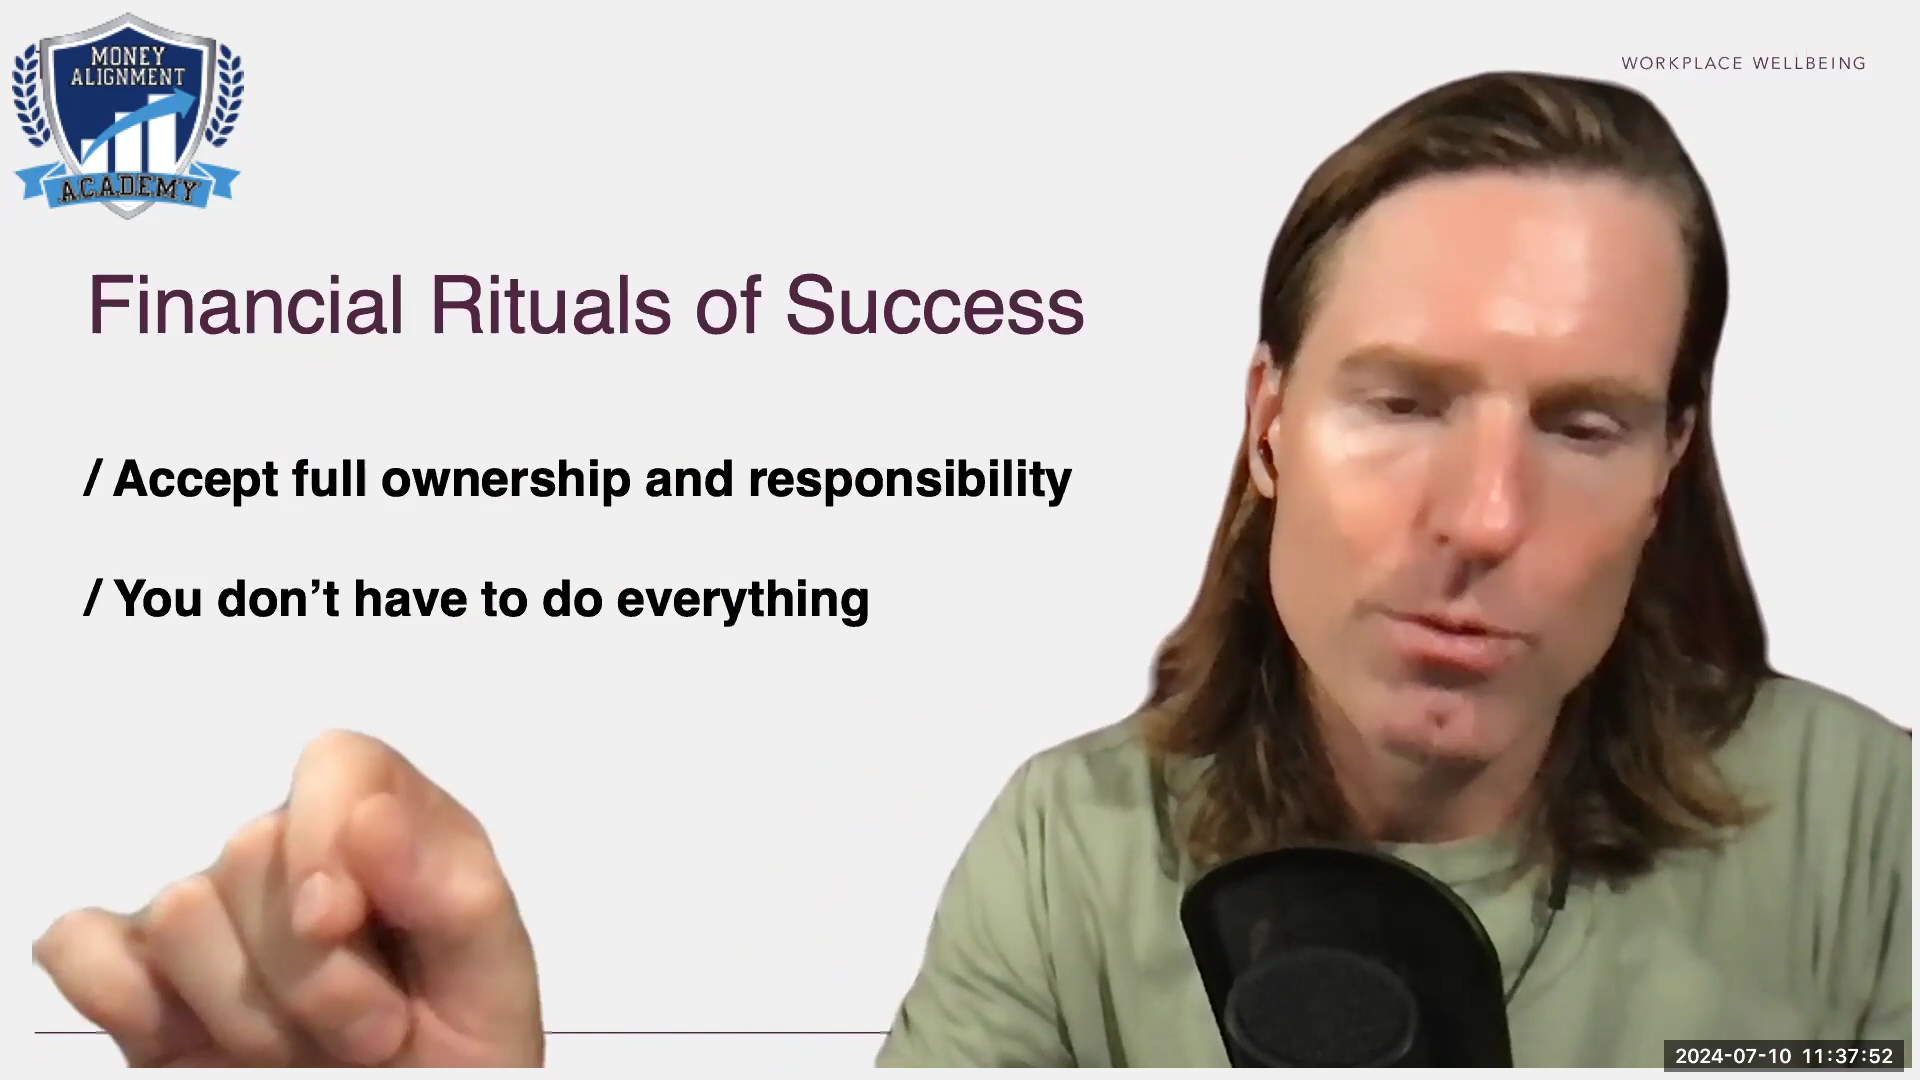 MONEY
ALIGNMENT
ACADEMY
WORKPLACE WELLBEING
Financial Rituals of Success
/ Accept full ownership and responsibility
/ You don’t have to do everything
2024-07-10 11:37:52